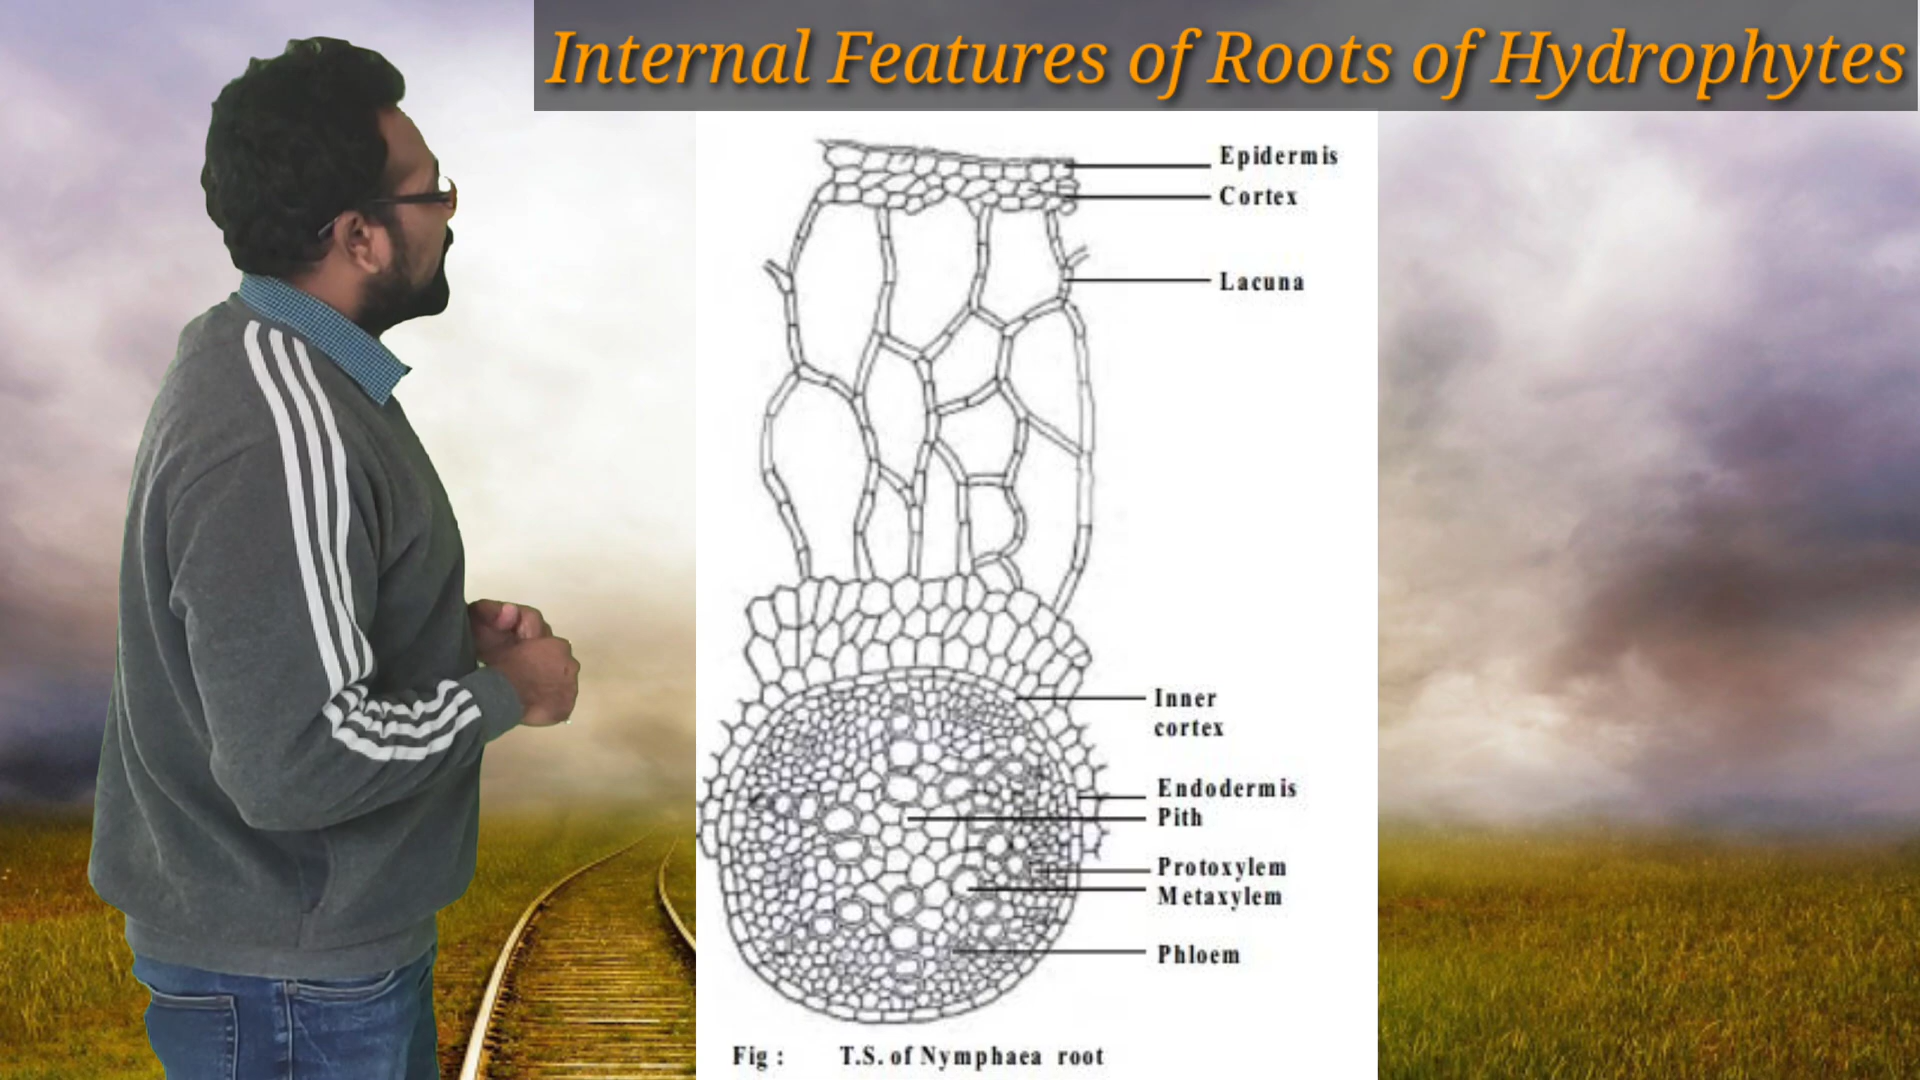 Internal Features of Roots of Hydrophytes
Epidermis
Cortex
Lacuna
Inner
cortex
Endodermis
Pith
Protoxylem
Metaxylem
Phloem
Fig : T.S. of Nymphaea root